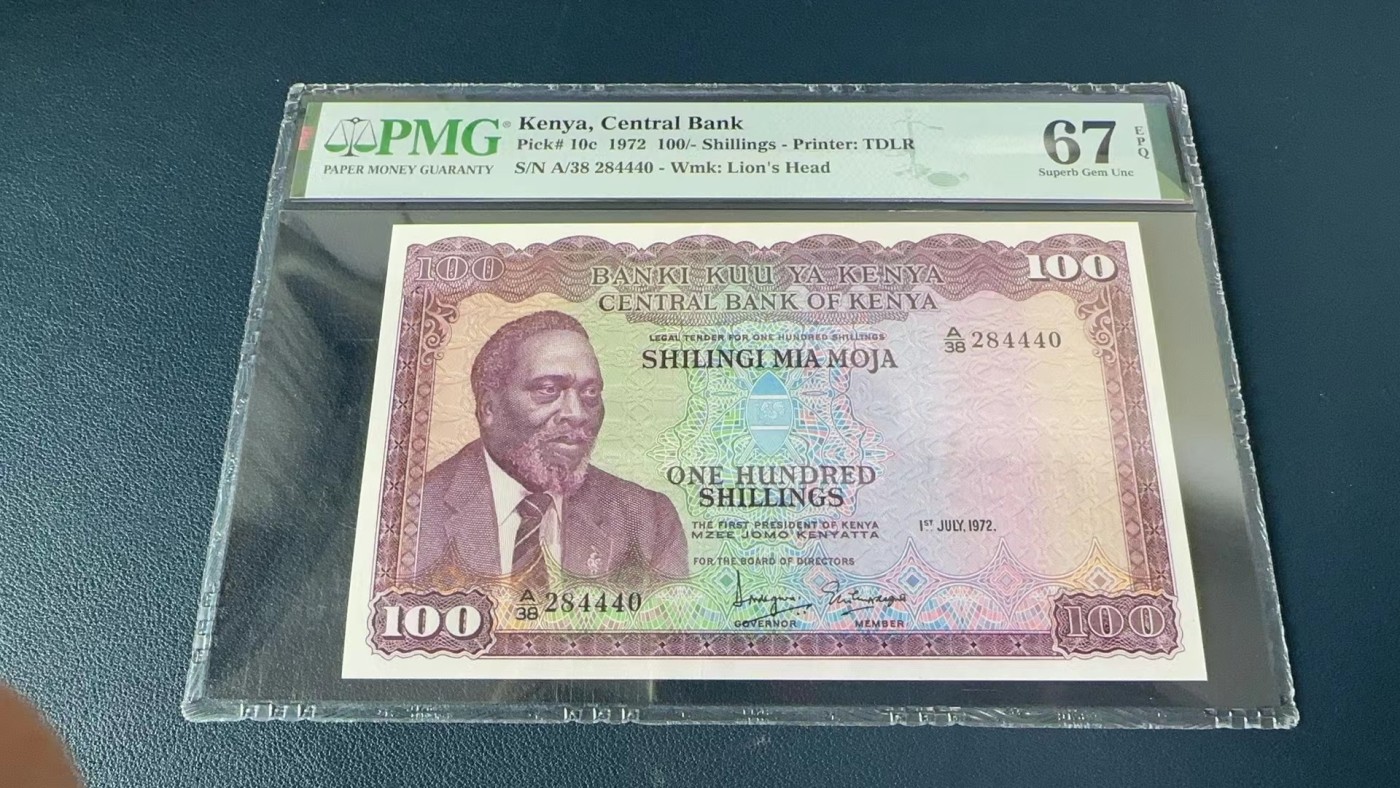 PMG®
PAPER MONEY GUARANTY
Kenya, Central Bank
Pick# 10c 1972 100/- Shillings - Printer: TDLR
S/N A/38 284440 - Wmk: Lion's Head
67 EPQ
Superb Gem Unc
100
BANKI KUU YA KENYA
100
CENTRAL BANK OF KENYA
LEGAL TENDER FOR ONE HUNDRED SHILLINGS
A/38 284440
SHILINGI MIA MOJA
ONE HUNDRED
SHILLINGS
THE FIRST PRESIDENT OF KENYA
MZEE JOMO KENYATTA
1ST JULY, 1972.
FOR THE BOARD OF DIRECTORS
A/38 284440
GOVERNOR
MEMBER
100
100